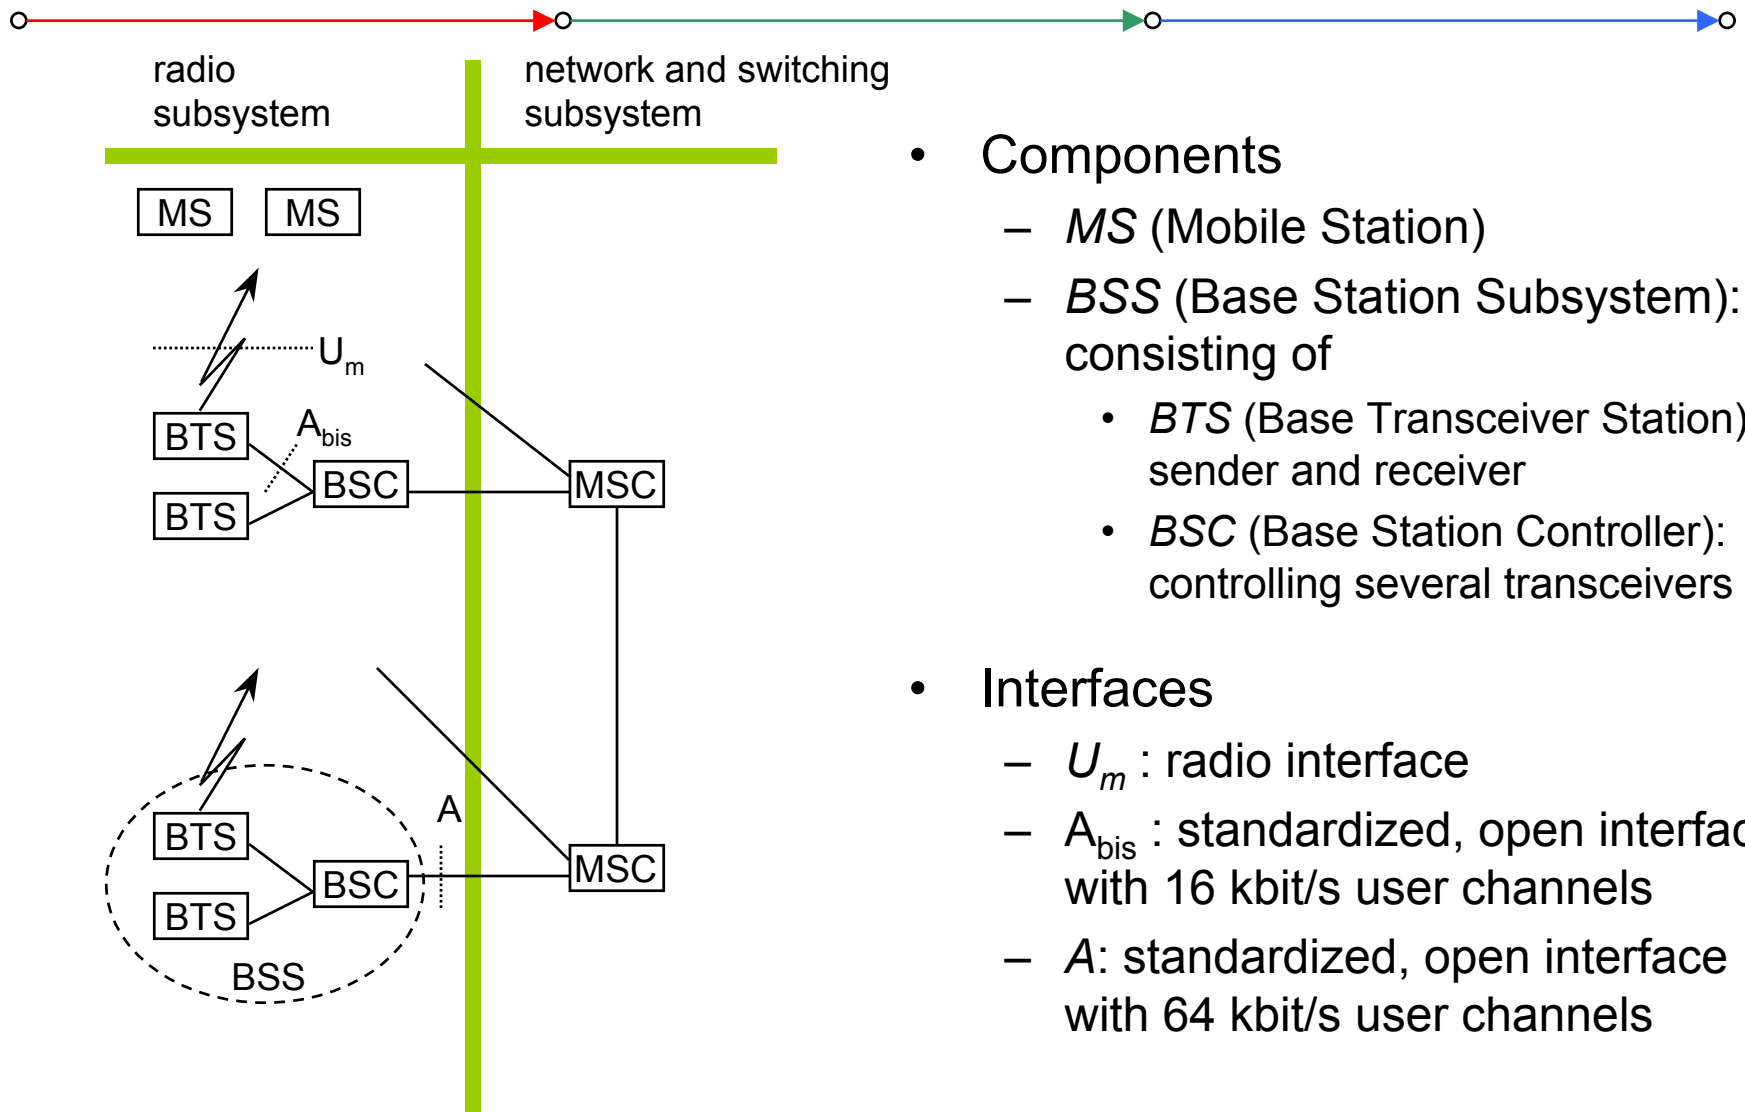 radio
subsystem
network and switching
subsystem
MS
MS
Um
BTS
Abis
BSC
BTS
MSC
A
BTS
BSC
BTS
MSC
BSS
• Components
– MS (Mobile Station)
– BSS (Base Station Subsystem):
consisting of
• BTS (Base Transceiver Station)
sender and receiver
• BSC (Base Station Controller):
controlling several transceivers
• Interfaces
– Um : radio interface
– Abis : standardized, open interfac
with 16 kbit/s user channels
– A: standardized, open interface
with 64 kbit/s user channels